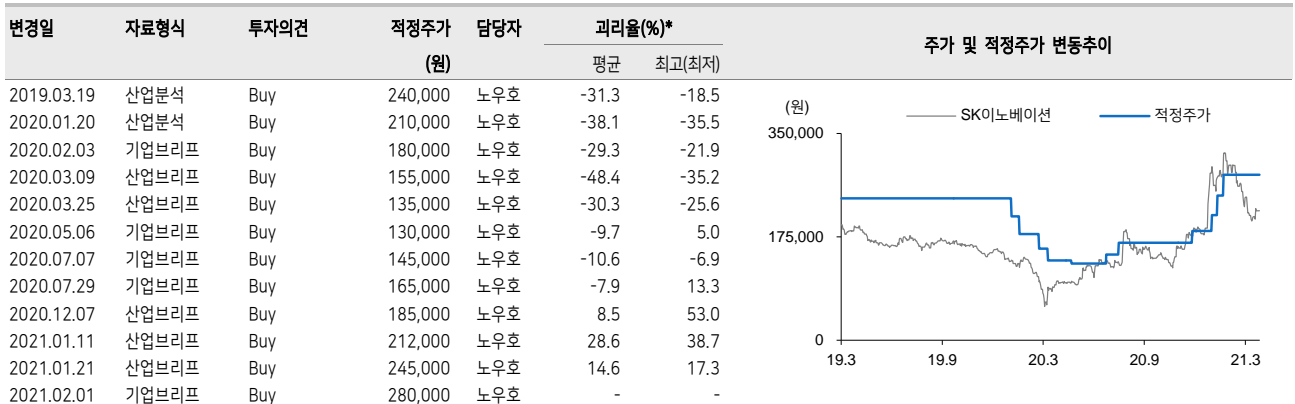 변경일 자료형식 투자의견 적정주가 담당자 괴리율(%)* 주가 및 적정주가 변동추이
(원) 평균 최고(최저)
2019.03.19 산업분석 Buy 240,000 노우호 -31.3 -18.5
2020.01.20 산업분석 Buy 210,000 노우호 -38.1 -35.5
2020.02.03 기업브리프 Buy 180,000 노우호 -29.3 -21.9
2020.03.09 산업브리프 Buy 155,000 노우호 -48.4 -35.2
2020.03.25 산업브리프 Buy 135,000 노우호 -30.3 -25.6
2020.05.06 기업브리프 Buy 130,000 노우호 -9.7 5.0
2020.07.07 기업브리프 Buy 145,000 노우호 -10.6 -6.9
2020.07.29 기업브리프 Buy 165,000 노우호 -7.9 13.3
2020.12.07 산업브리프 Buy 185,000 노우호 8.5 53.0
2021.01.11 산업브리프 Buy 212,000 노우호 28.6 38.7
2021.01.21 산업브리프 Buy 245,000 노우호 14.6 17.3
2021.02.01 기업브리프 Buy 280,000 노우호 - -
(원)
SK이노베이션 적정주가
350,000
175,000
0
19.3 19.9 20.3 20.9 21.3